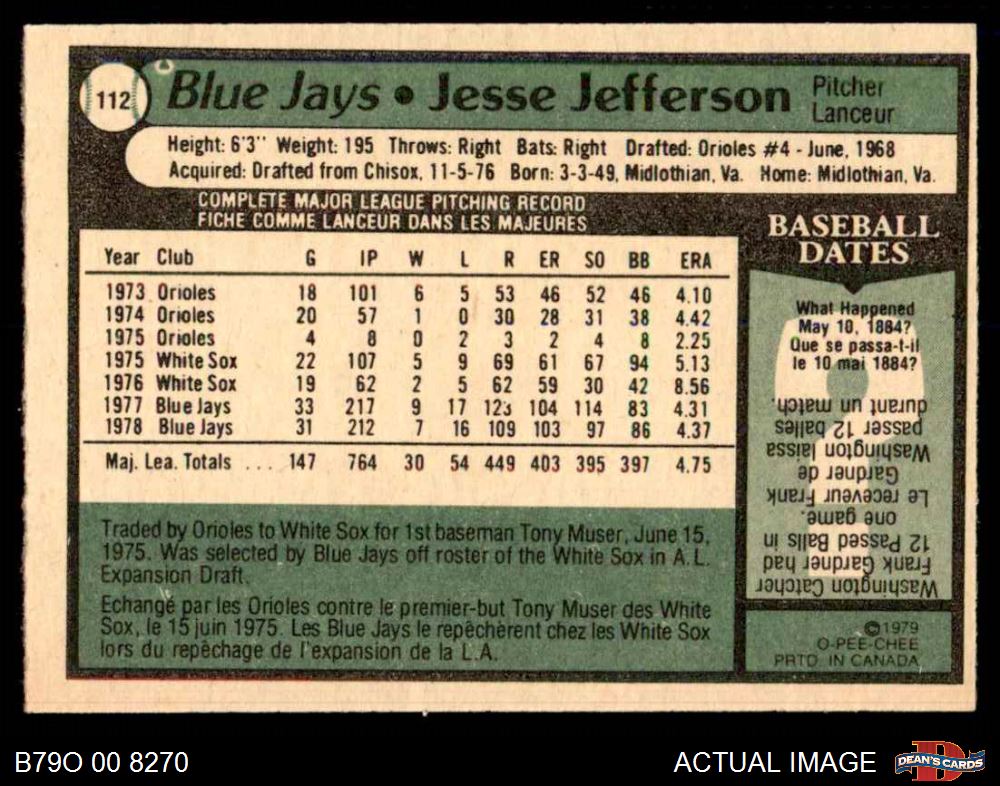 112
Blue Jays • Jesse Jefferson
Pitcher
Lanceur
Height: 6'3'' Weight: 195 Throws: Right Bats: Right Drafted: Orioles #4 - June, 1968
Acquired: Drafted from Chisox, 11-5-76 Born: 3-3-49, Midlothian, Va. Home: Midlothian, Va.
COMPLETE MAJOR LEAGUE PITCHING RECORD
FICHE COMME LANCEUR DANS LES MAJEURES
Year Club G IP W L R ER SO BB ERA
1973 Orioles 18 101 6 5 53 46 52 46 4.10
1974 Orioles 20 57 1 0 30 28 31 38 4.42
1975 Orioles 4 8 0 2 3 2 4 8 2.25
1975 White Sox 22 107 5 9 69 61 67 94 5.13
1976 White Sox 19 62 2 5 62 59 30 42 8.56
1977 Blue Jays 33 217 9 17 123 104 114 83 4.31
1978 Blue Jays 31 212 7 16 109 103 97 86 4.37
Maj. Lea. Totals ... 147 764 30 54 449 403 395 397 4.75
Traded by Orioles to White Sox for 1st baseman Tony Muser, June 15,
1975. Was selected by Blue Jays off roster of the White Sox in A.L.
Expansion Draft.
Echangé par les Orioles contre le premier-but Tony Muser des White
Sox, le 15 juin 1975. Les Blue Jays le repêchèrent chez les White Sox
lors du repêchage de l'expansion de la L.A.
BASEBALL
DATES
What Happened
May 10, 1884?
Que se passa-t-il
le 10 mai 1884?
Washington Catcher
Frank Gardner had
12 Passed Balls in
one game.
Le receveur Frank
Gardner de
Washington laissa
passer 12 balles
durant un match.
©1979
O-PEE-CHEE
PRTD. IN CANADA
B79O 00 8270
ACTUAL IMAGE
DEAN'S CARDS